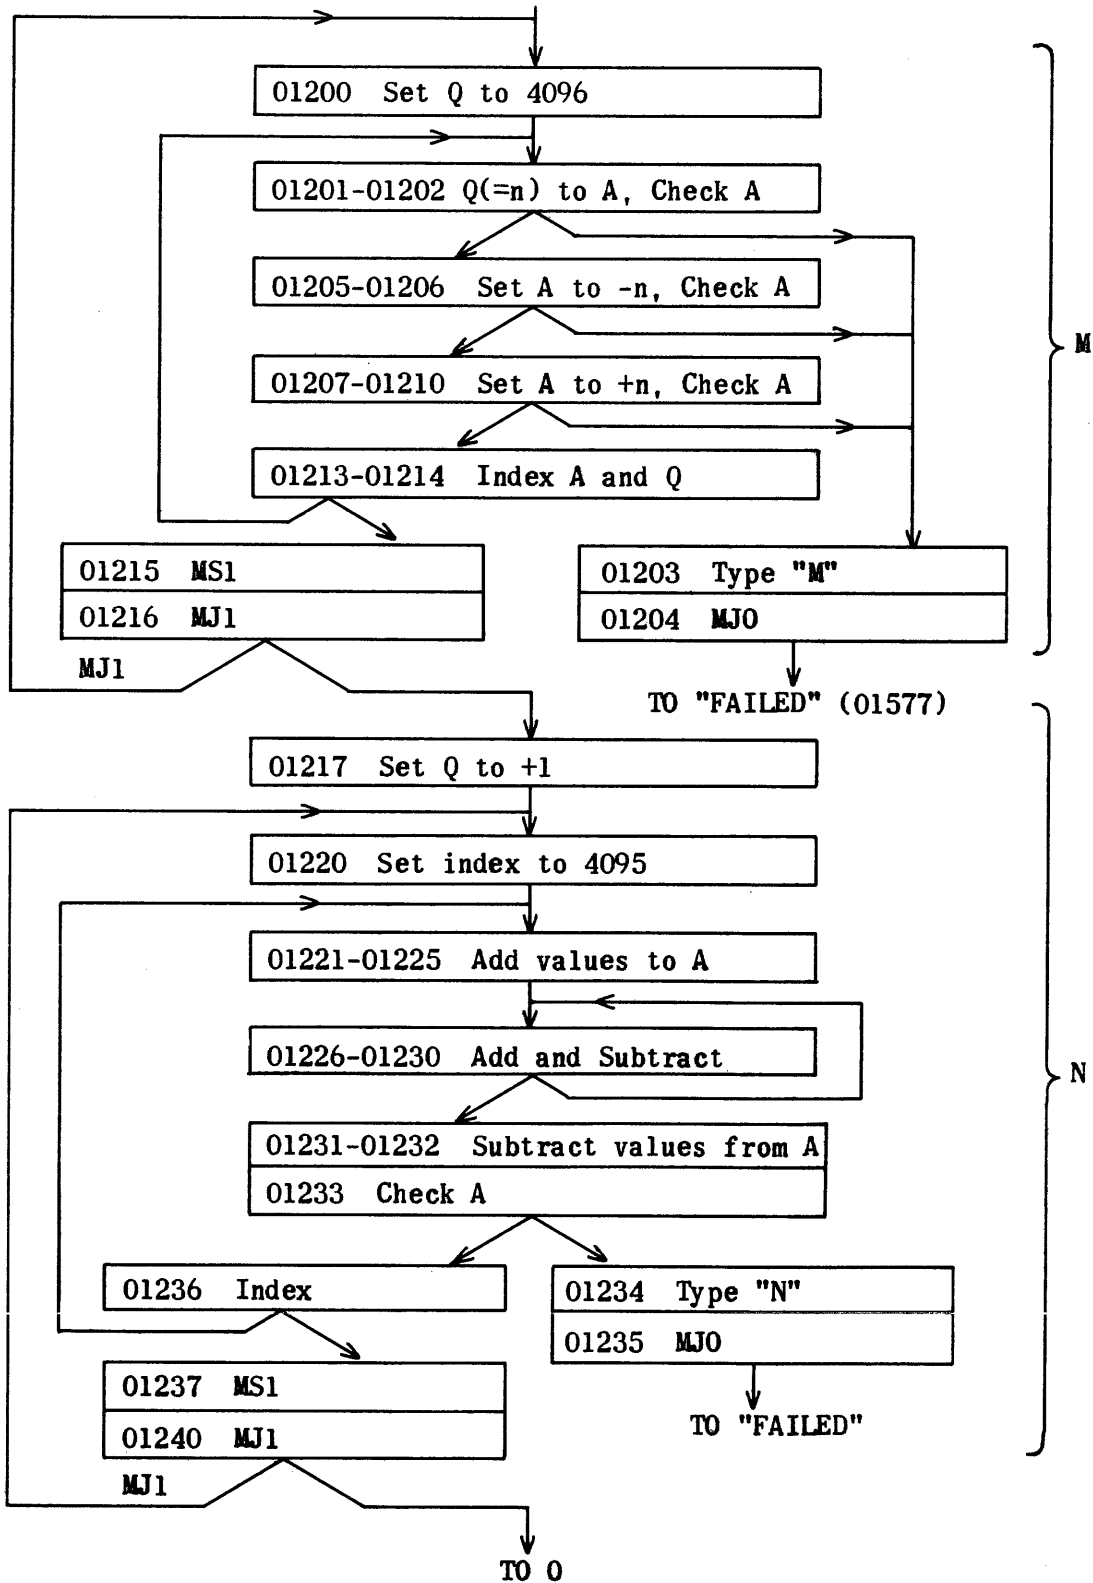 01200 Set Q to 4096
01201-01202 Q(=n) to A, Check A
01205-01206 Set A to -n, Check A
01207-01210 Set A to +n, Check A
M
01213-01214 Index A and Q
01215 MS1
01216 MJ1
01203 Type "M"
01204 MJO
MJ1
TO "FAILED" (01577)
01217 Set Q to +1
01220 Set index to 4095
01221-01225 Add values to A
01226-01230 Add and Subtract
N
01231-01232 Subtract values from A
01233 Check A
01236 Index
01234 Type "N"
01235 MJO
01237 MS1
01240 MJ1
TO "FAILED"
MJ1
TO O